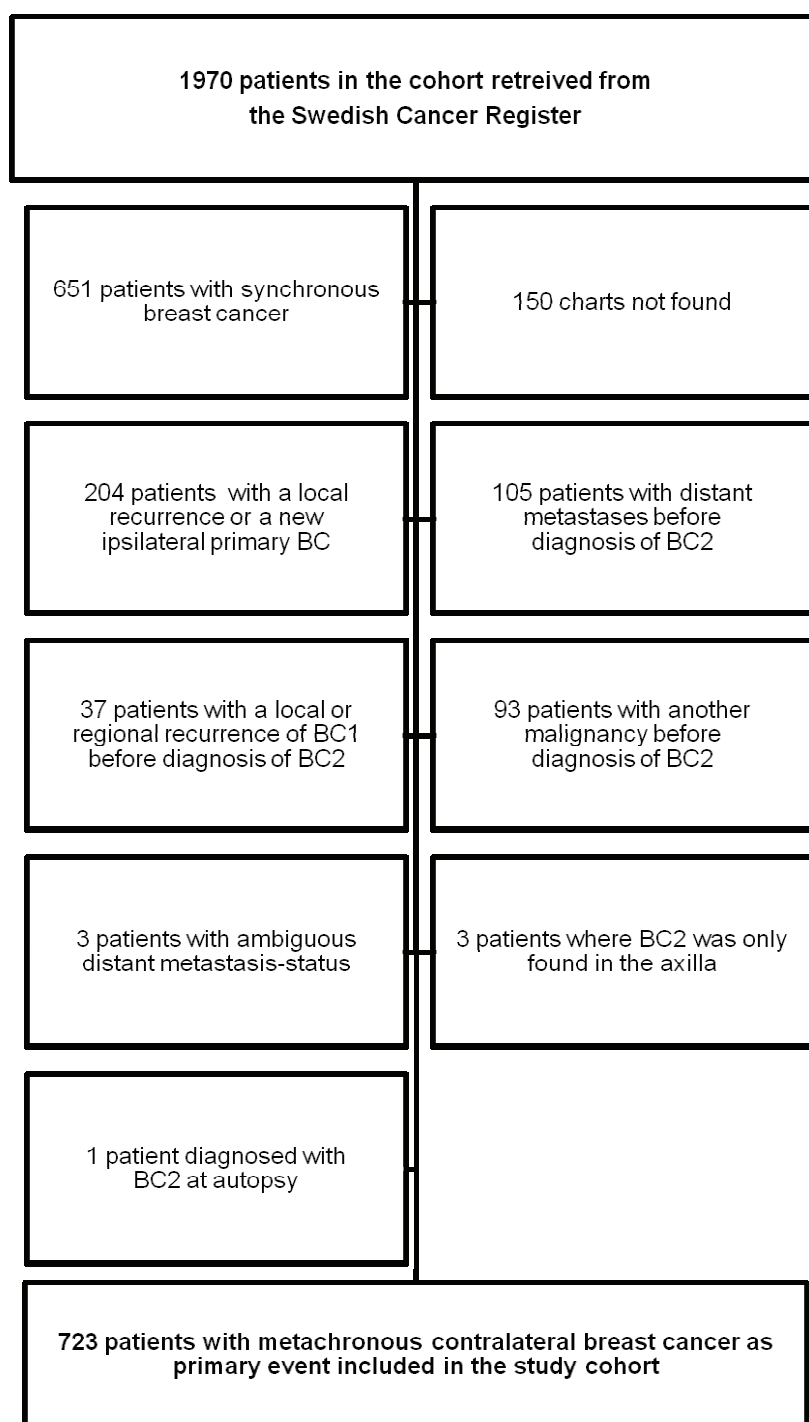 1970 patients in the cohort retreived from
the Swedish Cancer Register
651 patients with synchronous
breast cancer
150 charts not found
204 patients with a local
recurrence or a new
ipsilateral primary BC
105 patients with distant
metastases before
diagnosis of BC2
37 patients with a local or
regional recurrence of BC1
before diagnosis of BC2
93 patients with another
malignancy before
diagnosis of BC2
3 patients with ambiguous
distant metastasis-status
3 patients where BC2 was only
found in the axilla
1 patient diagnosed with
BC2 at autopsy
723 patients with metachronous contralateral breast cancer as
primary event included in the study cohort